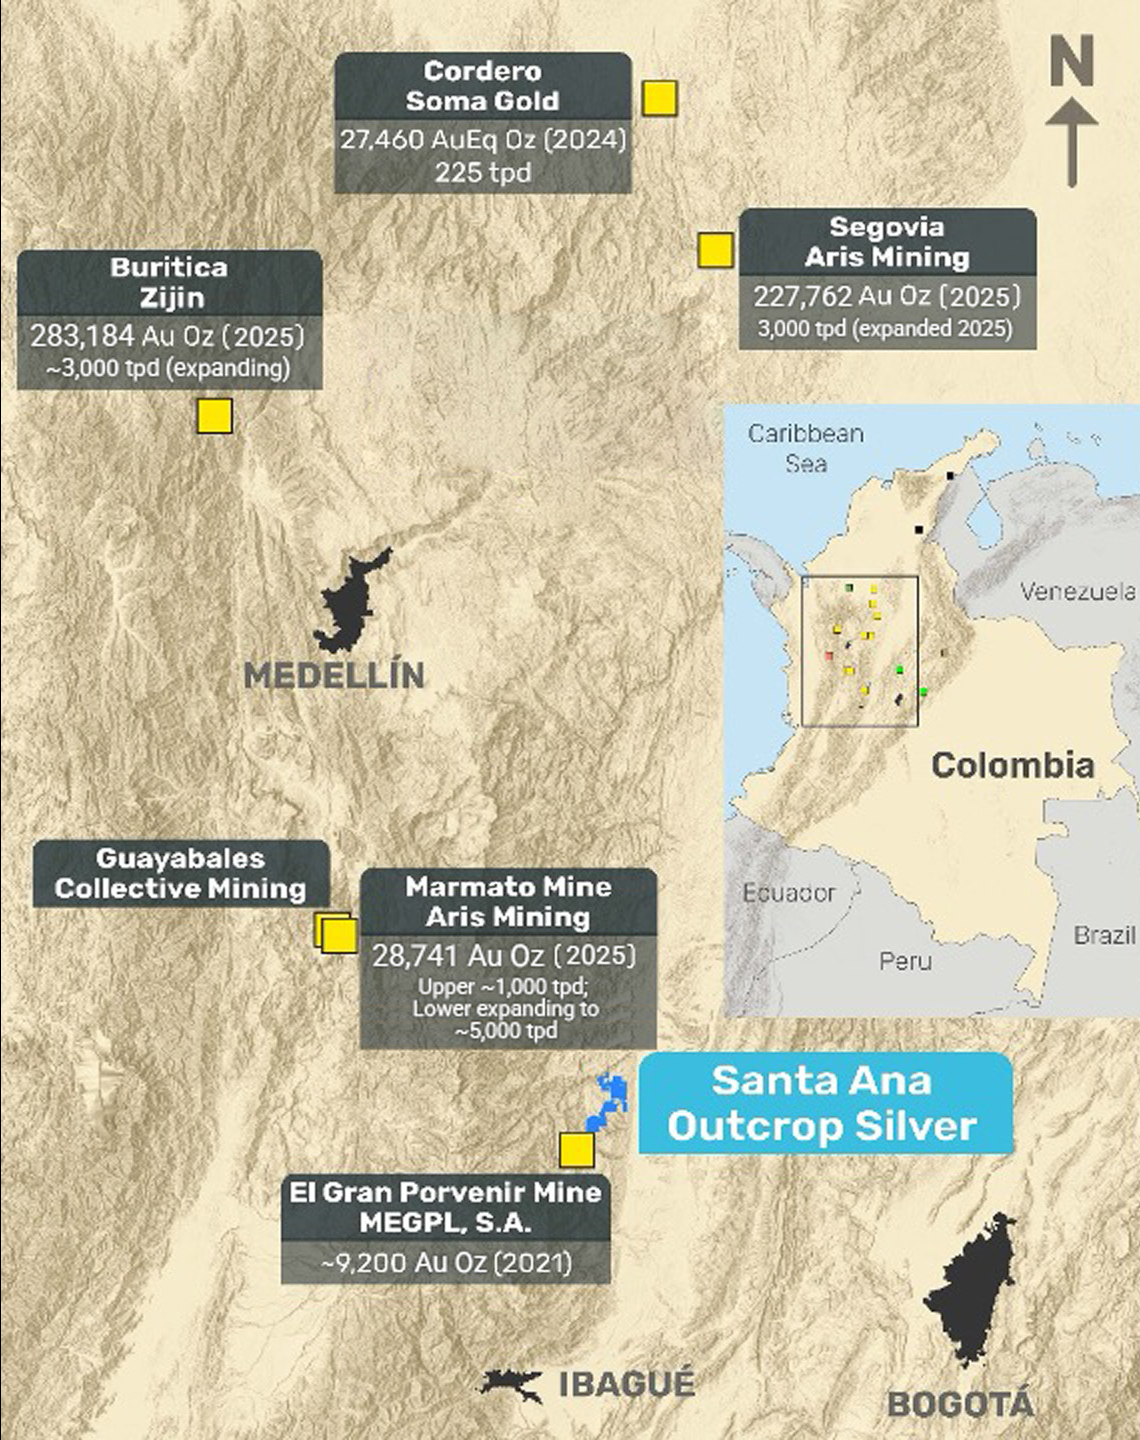 N
Cordero
Soma Gold
27,460 AuEq Oz (2024)
225 tpd
Segovia
Aris Mining
227,762 Au Oz (2025)
3,000 tpd (expanded 2025)
Buritica
Zijin
283,184 Au Oz (2025)
~3,000 tpd (expanding)
Caribbean
Sea
Venezuela
Colombia
Ecuador
Peru
Brazil
MEDELLÍN
Guayabales
Collective Mining
Marmato Mine
Aris Mining
28,741 Au Oz (2025)
Upper ~1,000 tpd;
Lower expanding to
~5,000 tpd
Santa Ana
Outcrop Silver
El Gran Porvenir Mine
MEGPL, S.A.
~9,200 Au Oz (2021)
IBAGUÉ
BOGOTÁ